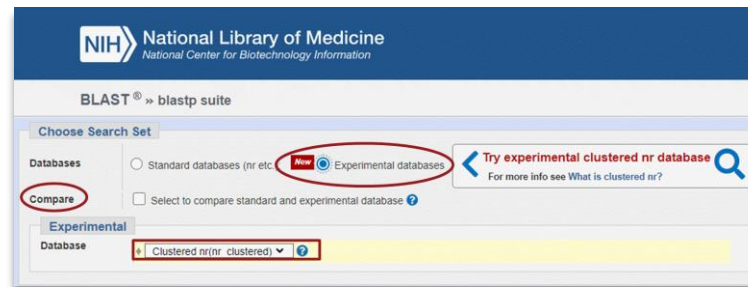 NIH National Library of Medicine
National Center for Biotechnology Information
BLAST ® » blastp suite
Choose Search Set
Databases
Standard databases (nr etc.) New Experimental databases
Try experimental clustered nr database
For more info see What is clustered nr?
Compare
Select to compare standard and experimental database ?
Experimental
Database
Clustered nr(nr_clustered) ?